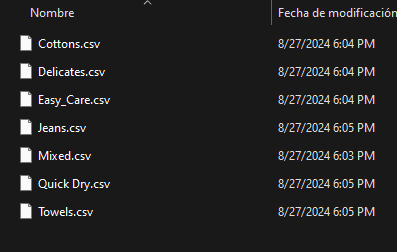 Nombre Fecha de modificación
Cottons.csv 8/27/2024 6:04 PM
Delicates.csv 8/27/2024 6:04 PM
Easy_Care.csv 8/27/2024 6:04 PM
Jeans.csv 8/27/2024 6:05 PM
Mixed.csv 8/27/2024 6:03 PM
Quick Dry.csv 8/27/2024 6:05 PM
Towels.csv 8/27/2024 6:05 PM